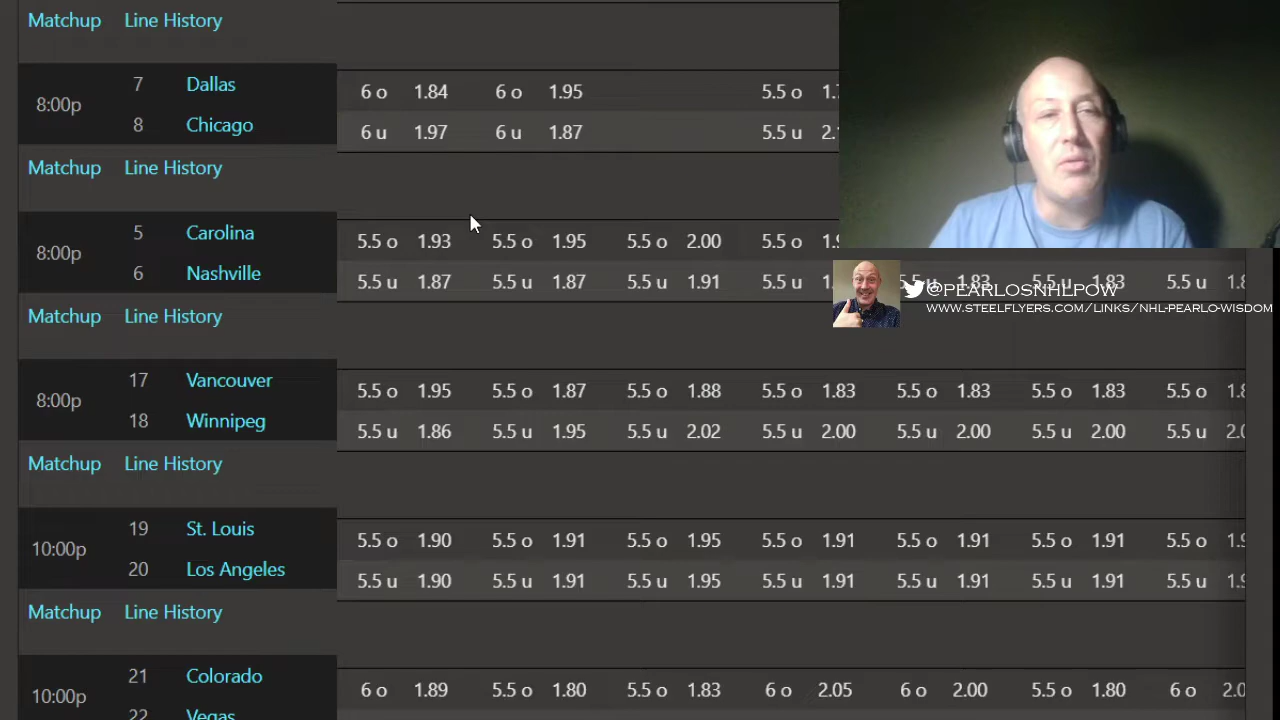 Matchup Line History
7 Dallas 6 o 1.84 6 o 1.95 5.5 o
8:00p
8 Chicago 6 u 1.97 6 u 1.87 5.5 u
Matchup Line History
5 Carolina 5.5 o 1.93 5.5 o 1.95 5.5 o 2.00 5.5 o
8:00p
6 Nashville 5.5 u 1.87 5.5 u 1.87 5.5 u 1.91 5.5 u 5.5 u 1.83 5.5 u 1.83 5.5 u
@PEARLOSNHLPOW
WWW.STEELFLYERS.COM/LINKS/NHL-PEARLO-WISDOM
Matchup Line History
17 Vancouver 5.5 o 1.95 5.5 o 1.87 5.5 o 1.88 5.5 o 1.83 5.5 o 1.83 5.5 o 1.83 5.5 o
8:00p
18 Winnipeg 5.5 u 1.86 5.5 u 1.95 5.5 u 2.02 5.5 u 2.00 5.5 u 2.00 5.5 u 2.00 5.5 u
Matchup Line History
19 St. Louis 5.5 o 1.90 5.5 o 1.91 5.5 o 1.95 5.5 o 1.91 5.5 o 1.91 5.5 o 1.91 5.5 o
10:00p
20 Los Angeles 5.5 u 1.90 5.5 u 1.91 5.5 u 1.95 5.5 u 1.91 5.5 u 1.91 5.5 u 1.91 5.5 u
Matchup Line History
21 Colorado 6 o 1.89 5.5 o 1.80 5.5 o 1.83 6 o 2.05 6 o 2.00 5.5 o 1.80 6 o
10:00p
22 Vegas